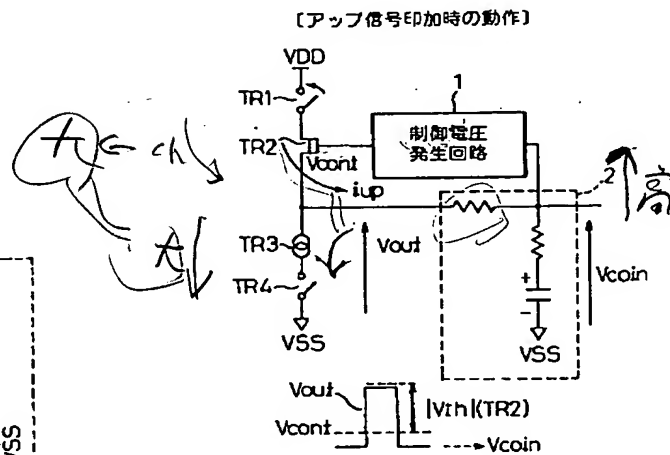 〔アップ信号印加時の動作〕
VDD
TR1
1
制御電圧
発生回路
TR2
Vcont
大 ← ch
iup
2
高
TR3
Vout
Vcoin
大
TR4
VSS
VSS
VSS
Vout
|Vth|(TR2)
Vcont
Vcoin